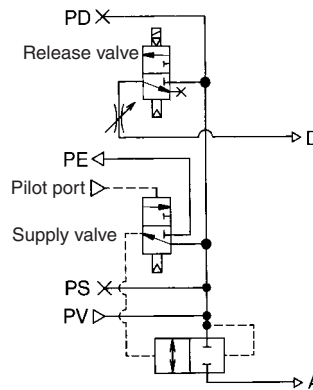 PD
Release valve
D
PE
Pilot port
Supply valve
PS
PV
A